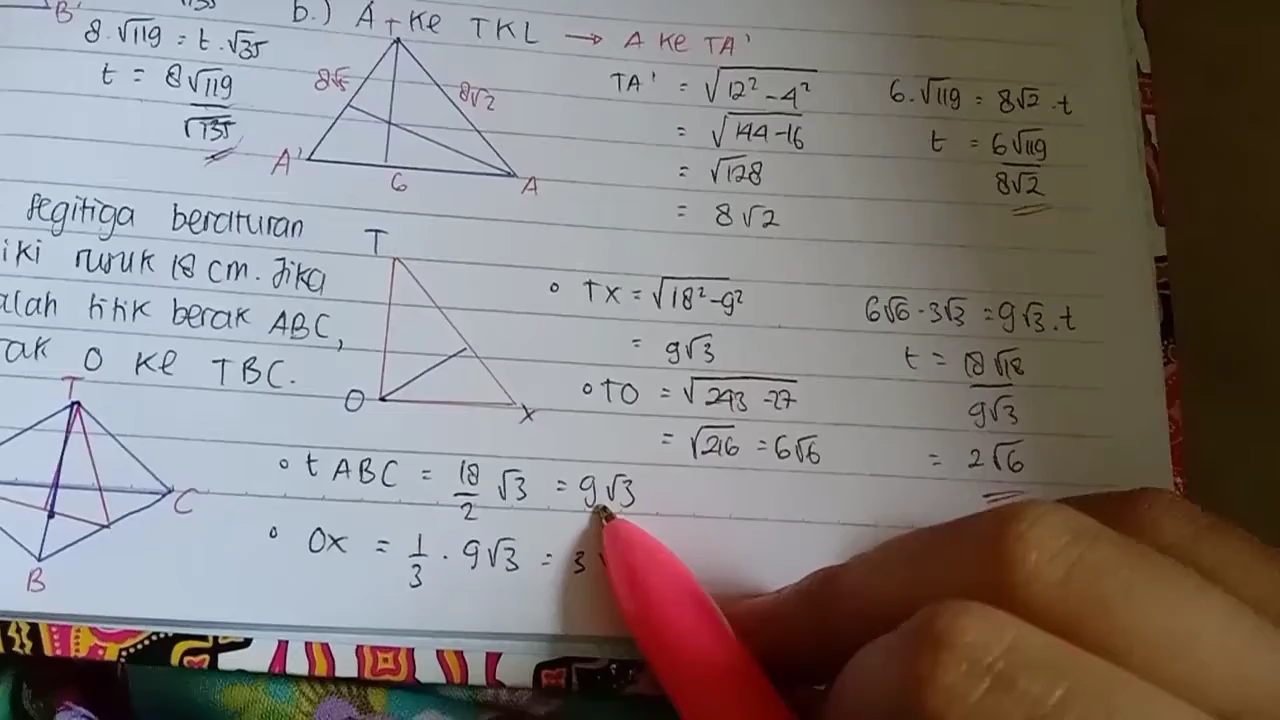 B'
8.√119 = t.√35
t = 8√119
√135
b.) A ke TKL → A ke TA'
T
8√5
8√2
A'
6
A
TA' = √12² - 4²
= √144-16
= √128
= 8√2
6.√119 = 8√2.t
t = 6√119
8√2
segitiga beraturan
iki rusuk 18 cm. Jika
alah titik berak ABC,
rak O ke TBC.
T
C
B
T
O
X
° TX = √18²-9²
= 9√3
° TO = √243-27
= √216 = 6√6
6√6 . 3√3 = 9√3.t
t = 18√18
9√3
= 2√6
° t ABC = 18/2 √3 = 9√3
° OX = 1/3 . 9√3 = 3